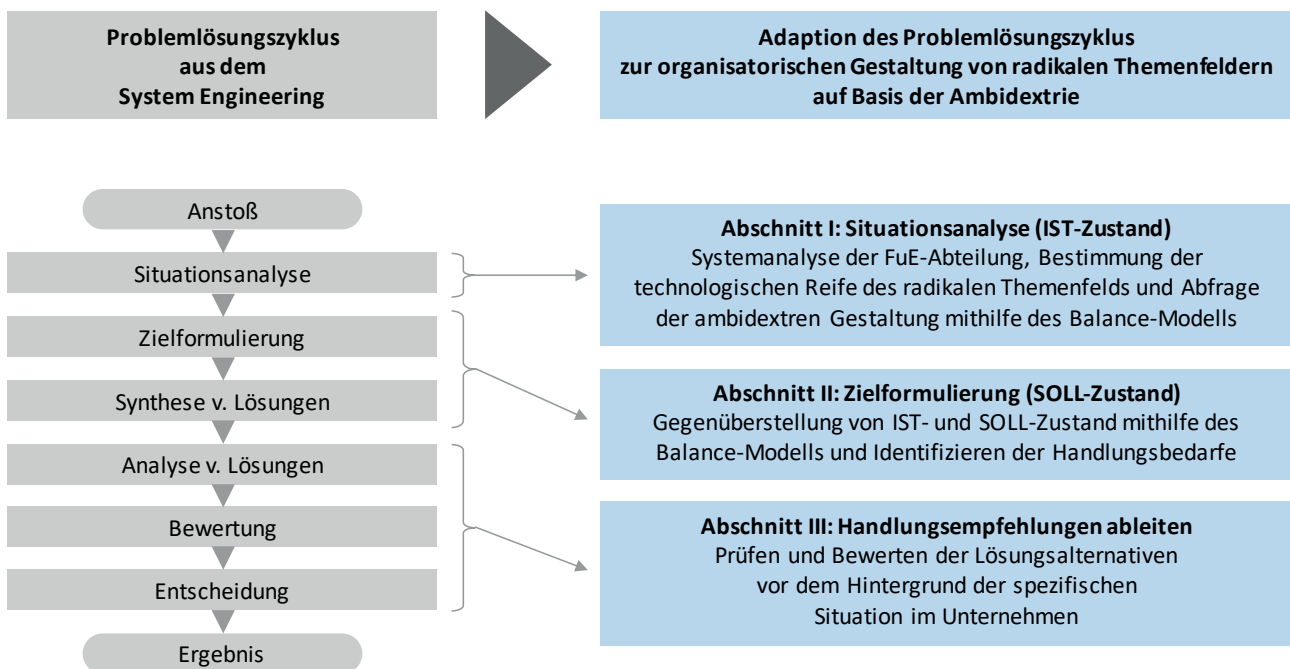 Problemlösungszyklus
aus dem
System Engineering
Adaption des Problemlösungszyklus
zur organisatorischen Gestaltung von radikalen Themenfeldern
auf Basis der Ambidextrie
Anstoß
Situationsanalyse
Zielformulierung
Synthese v. Lösungen
Analyse v. Lösungen
Bewertung
Entscheidung
Ergebnis
Abschnitt I: Situationsanalyse (IST-Zustand)
Systemanalyse der FuE-Abteilung, Bestimmung der
technologischen Reife des radikalen Themenfelds und Abfrage
der ambidextren Gestaltung mithilfe des Balance-Modells
Abschnitt II: Zielformulierung (SOLL-Zustand)
Gegenüberstellung von IST- und SOLL-Zustand mithilfe des
Balance-Modells und Identifizieren der Handlungsbedarfe
Abschnitt III: Handlungsempfehlungen ableiten
Prüfen und Bewerten der Lösungsalternativen
vor dem Hintergrund der spezifischen
Situation im Unternehmen